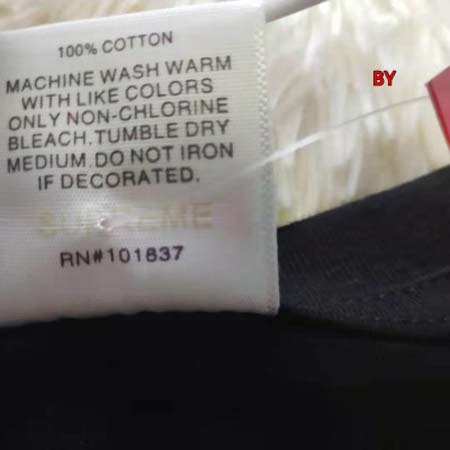 100% COTTON
MACHINE WASH WARM
WITH LIKE COLORS
ONLY NON-CHLORINE
BLEACH.TUMBLE DRY
MEDIUM.DO NOT IRON
IF DECORATED.
SUPREME
RN#101837
BY